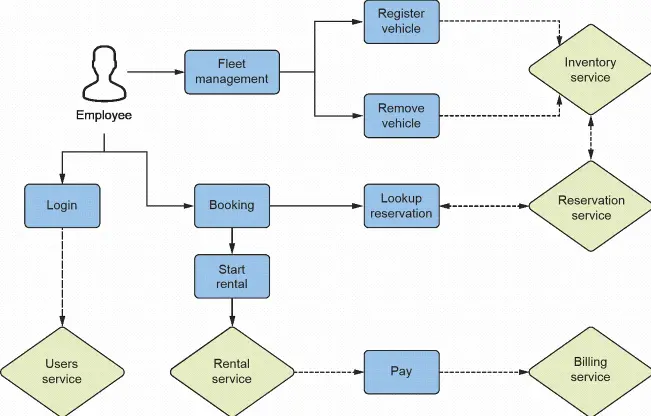 Register
vehicle
Fleet
management
Inventory
service
Employee
Remove
vehicle
Login
Booking
Lookup
reservation
Reservation
service
Start
rental
Users
service
Rental
service
Pay
Billing
service